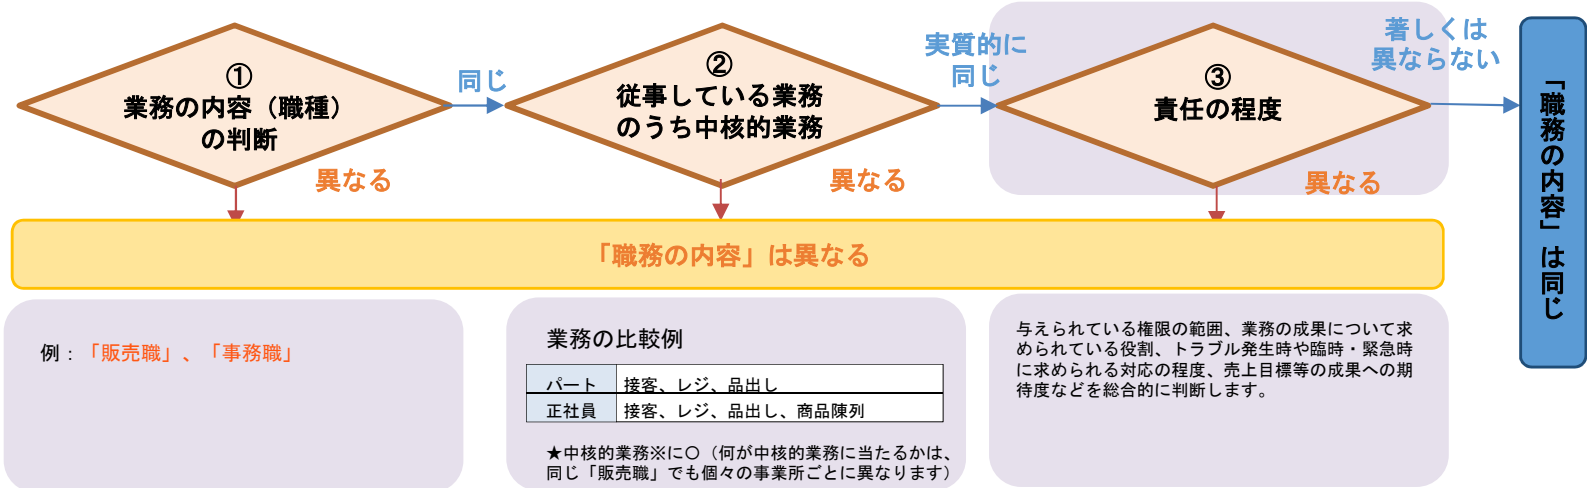 ①
業務の内容（職種）
の判断
同じ
異なる
②
従事している業務
のうち中核的業務
実質的に
同じ
異なる
③
責任の程度
著しくは
異ならない
異なる
「職務の内容」は同じ
「職務の内容」は異なる
例：「販売職」、「事務職」
業務の比較例
パート 接客、レジ、品出し
正社員 接客、レジ、品出し、商品陳列
★中核的業務※に〇（何が中核的業務に当たるかは、
同じ「販売職」でも個々の事業所ごとに異なります）
与えられている権限の範囲、業務の成果について求
められている役割、トラブル発生時や臨時・緊急時
に求められる対応の程度、売上目標等の成果への期
待度などを総合的に判断します。